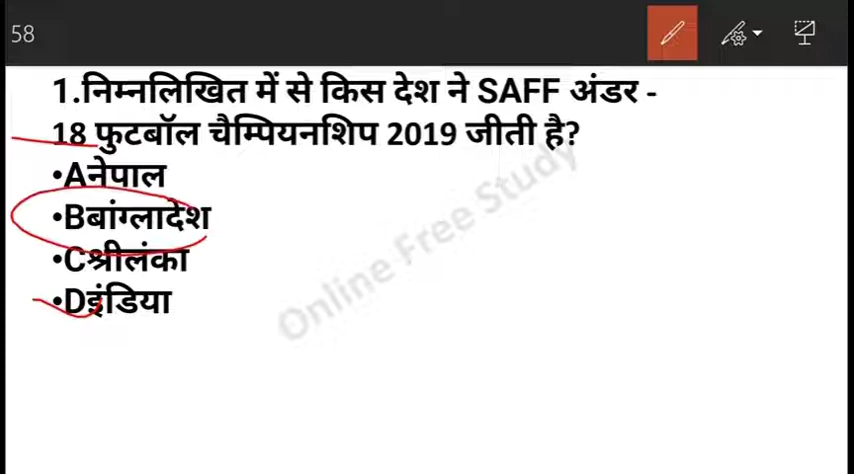 58
1.निम्नलिखित में से किस देश ने SAFF अंडर -
18 फुटबॉल चैम्पियनशिप 2019 जीती है?
•Aनेपाल
•Bबांग्लादेश
•Cश्रीलंका
•Dइंडिया
Online Free Study